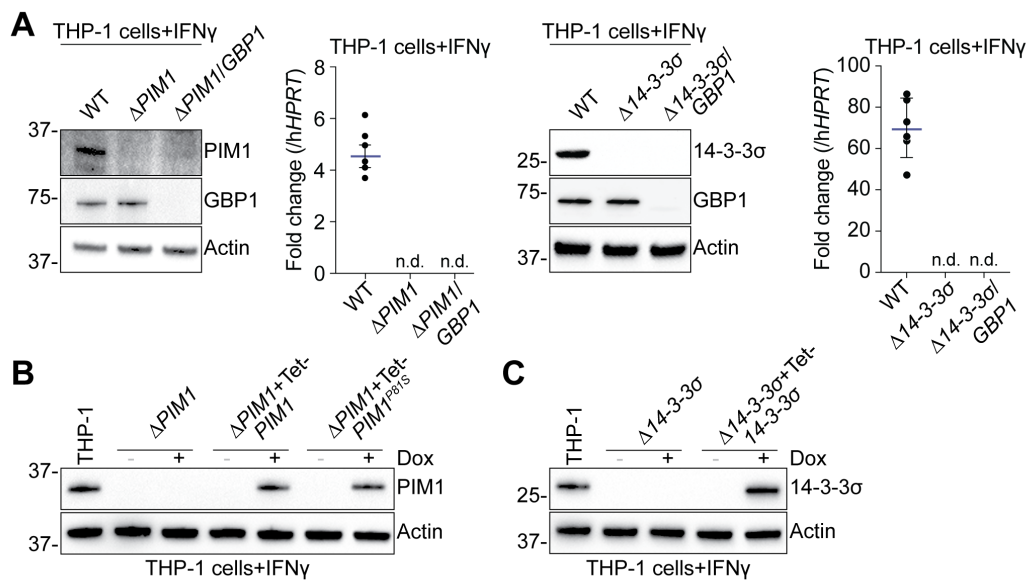 A
THP-1 cells+IFNγ
WT
ΔPIM1
ΔPIM1/GBP1
37-
PIM1
75-
GBP1
Actin
37-
THP-1 cells+IFNγ
Fold change (/hHPRT)
8
6
4
2
0
n.d.
n.d.
WT
ΔPIM1
ΔPIM1/
GBP1
THP-1 cells+IFNγ
WT
Δ14-3-3σ
Δ14-3-3σ/
GBP1
25-
14-3-3σ
75-
GBP1
37-
Actin
THP-1 cells+IFNγ
Fold change (/hHPRT)
100
80
60
40
20
0
n.d.
n.d.
WT
Δ14-3-3σ
Δ14-3-3σ/
GBP1
B
THP-1
ΔPIM1
ΔPIM1+Tet-
PIM1
ΔPIM1+Tet-
PIM1P81S
- + - + - + Dox
37-
PIM1
Actin
37-
THP-1 cells+IFNγ
C
THP-1
Δ14-3-3σ
Δ14-3-3σ+Tet-
14-3-3σ
- + - + Dox
25-
14-3-3σ
37-
Actin
THP-1 cells+IFNγ